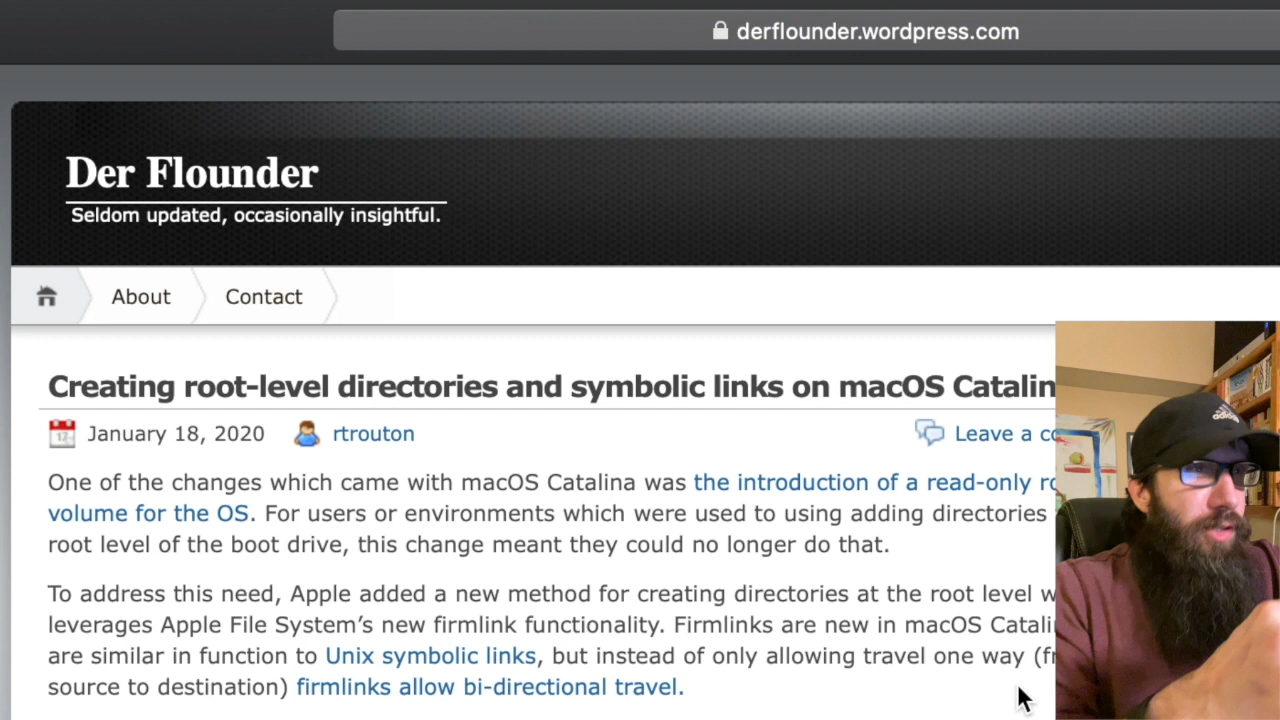 derflounder.wordpress.com
Der Flounder
Seldom updated, occasionally insightful.
About
Contact
Creating root-level directories and symbolic links on macOS
January 18, 2020
rtrouton
Leave a
One of the changes which came with macOS Catalina was the introduction of a read-only
volume for the OS. For users or environments which were used to using adding directories
root level of the boot drive, this change meant they could no longer do that.
To address this need, Apple added a new method for creating directories at the root level
leverages Apple File System’s new firmlink functionality. Firmlinks are new in macOS
are similar in function to Unix symbolic links, but instead of only allowing travel one way
source to destination) firmlinks allow bi-directional travel.
adidas